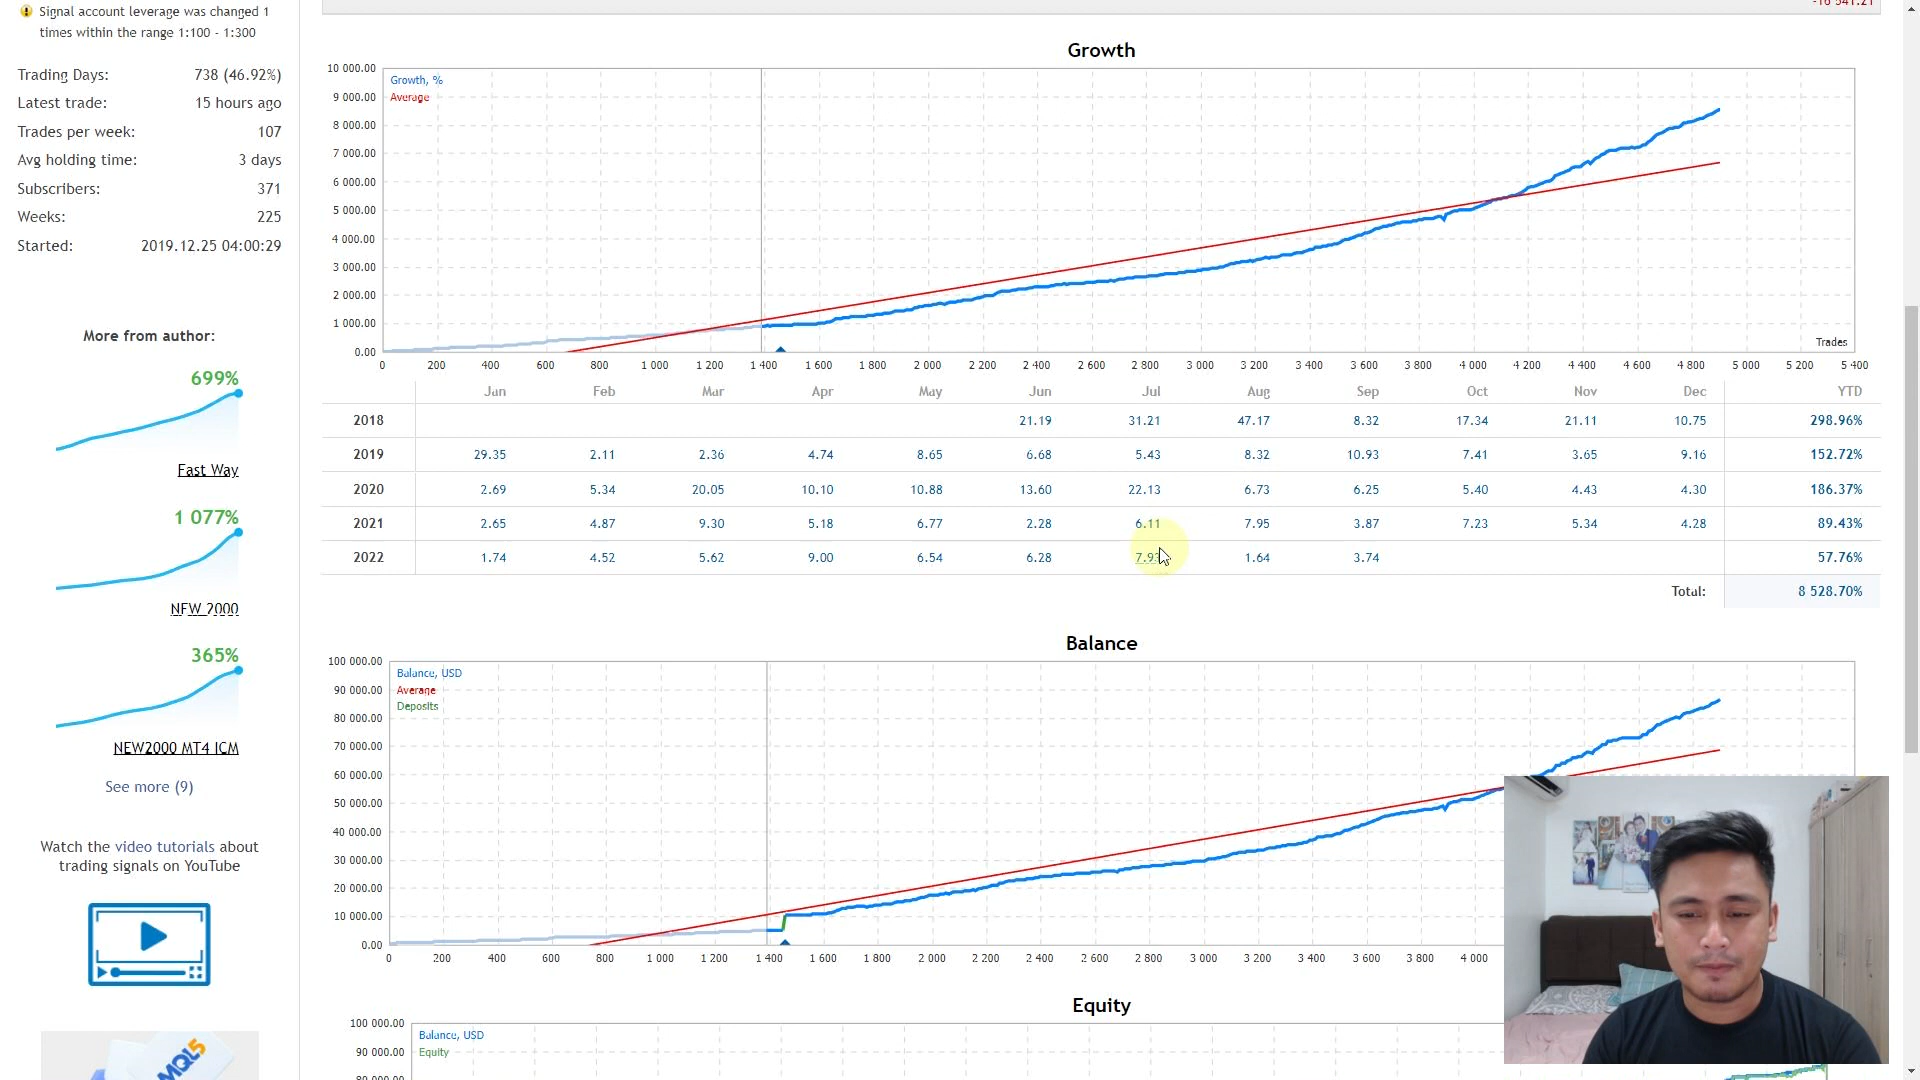 Signal account leverage was changed 1
times within the range 1:100 - 1:300
Trading Days: 738 (46.92%)
Latest trade: 15 hours ago
Trades per week: 107
Avg holding time: 3 days
Subscribers: 371
Weeks: 225
Started: 2019.12.25 04:00:29
More from author:
699%
Fast Way
1 077%
NEW 2000
365%
NEW2000 MT4 ICM
See more (9)
Watch the video tutorials about
trading signals on YouTube
MQL5
-16 541.21
Growth
Growth, %
Average
10 000.00
9 000.00
8 000.00
7 000.00
6 000.00
5 000.00
4 000.00
3 000.00
2 000.00
1 000.00
0.00
Trades
0 200 400 600 800 1 000 1 200 1 400 1 600 1 800 2 000 2 200 2 400 2 600 2 800 3 000 3 200 3 400 3 600 3 800 4 000 4 200 4 400 4 600 4 800 5 000 5 200 5 400
Jan Feb Mar Apr May Jun Jul Aug Sep Oct Nov Dec YTD
2018 21.19 31.21 47.17 8.32 17.34 21.11 10.75 298.96%
2019 29.35 2.11 2.36 4.74 8.65 6.68 5.43 8.32 10.93 7.41 3.65 9.16 152.72%
2020 2.69 5.34 20.05 10.10 10.88 13.60 22.13 6.73 6.25 5.40 4.43 4.30 186.37%
2021 2.65 4.87 9.30 5.18 6.77 2.28 6.11 7.95 3.87 7.23 5.34 4.28 89.43%
2022 1.74 4.52 5.62 9.00 6.54 6.28 1.64 3.74 57.76%
Total: 8 528.70%
Balance
Balance, USD
Average
Deposits
100 000.00
90 000.00
80 000.00
70 000.00
60 000.00
50 000.00
40 000.00
30 000.00
20 000.00
10 000.00
0.00
0 200 400 600 800 1 000 1 200 1 400 1 600 1 800 2 000 2 200 2 400 2 600 2 800 3 000 3 200 3 400 3 600 3 800 4 000
Equity
Balance, USD
Equity
100 000.00
90 000.00